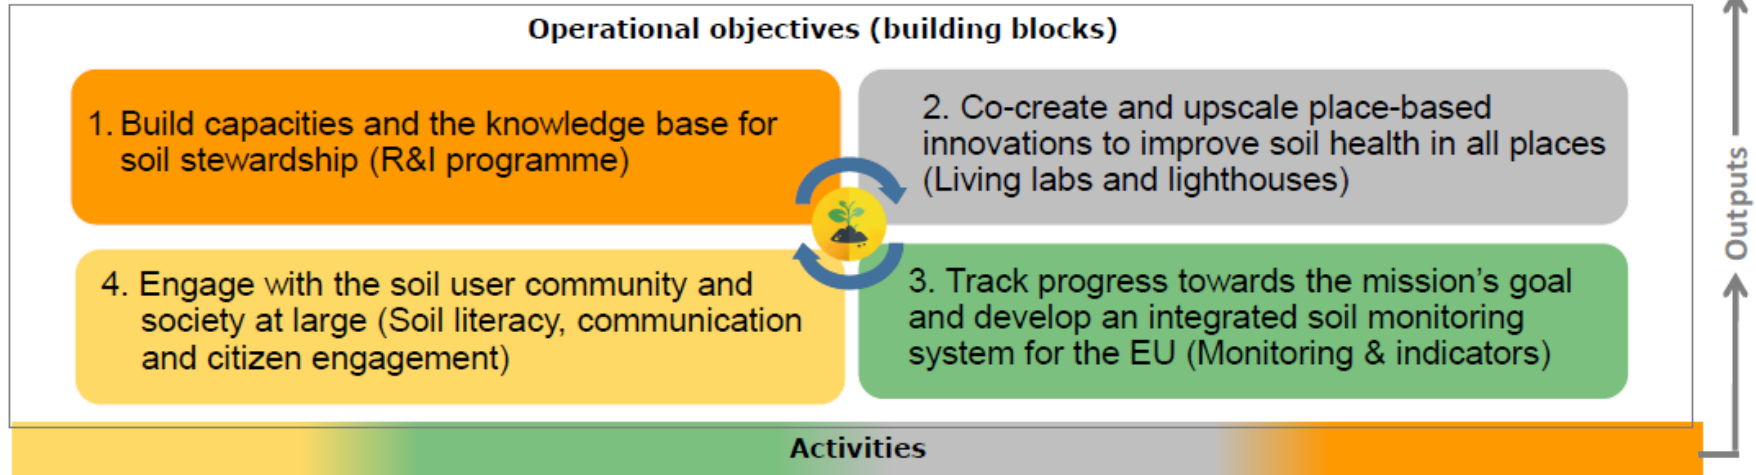 Operational objectives (building blocks)
1. Build capacities and the knowledge base for
soil stewardship (R&I programme)
2. Co-create and upscale place-based
innovations to improve soil health in all places
(Living labs and lighthouses)
4. Engage with the soil user community and
society at large (Soil literacy, communication
and citizen engagement)
3. Track progress towards the mission’s goal
and develop an integrated soil monitoring
system for the EU (Monitoring & indicators)
Activities
Outputs